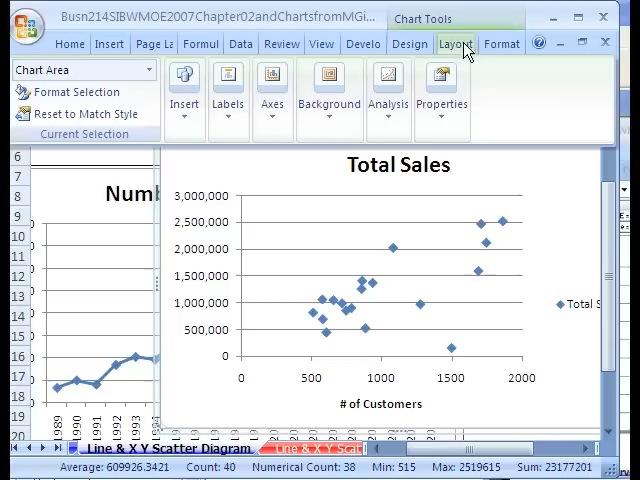 Busn214SIBWMOE2007Chapter02andChartsfromMGi...
Chart Tools
Home Insert Page La Formul Data Review View Develo Design Layout Format
Chart Area
Format Selection
Reset to Match Style
Current Selection
Insert Labels Axes Background Analysis Properties
6
7
8
9
10
11
12
13
14
15
16
17
18
19
20
Num
1989
1990
1991
1992
1993
1994
Total Sales
3,000,000
2,500,000
2,000,000
1,500,000
1,000,000
500,000
0
0 500 1000 1500 2000
# of Customers
Total S
Line & X Y Scatter Diagram
Line & X Y Scat
Average: 609926.3421 Count: 40 Numerical Count: 38 Min: 515 Max: 2519615 Sum: 23177201